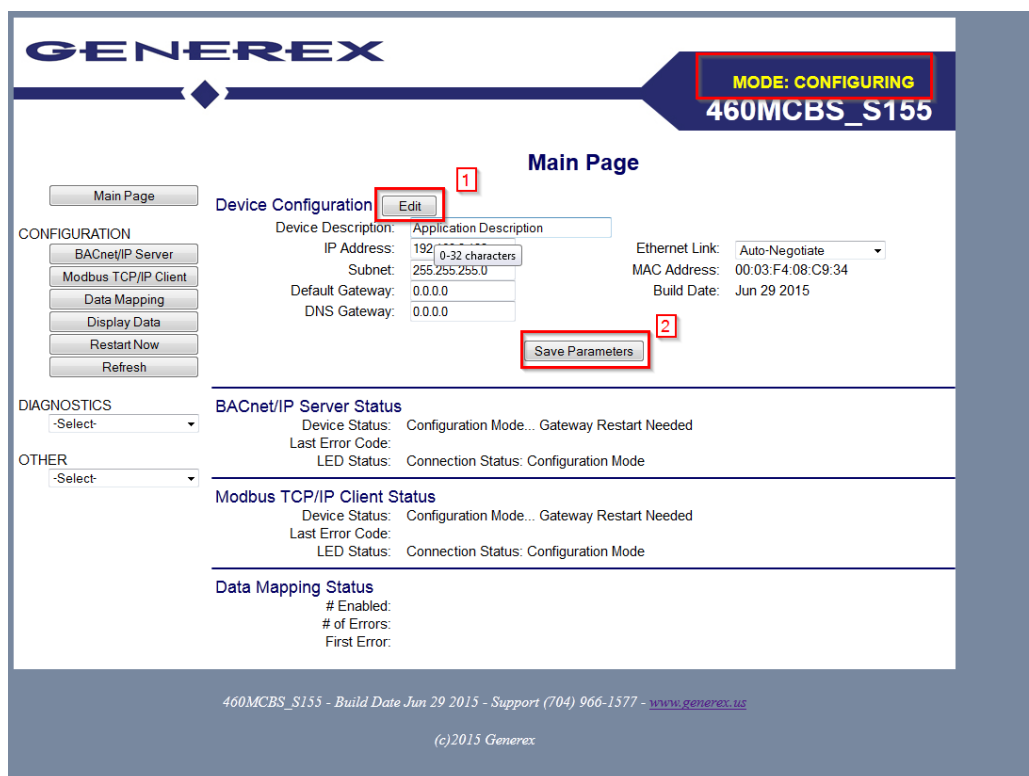 GENEREX
MODE: CONFIGURING
460MCBS_S155
Main Page
1
Main Page
Device Configuration Edit
CONFIGURATION
BACnet/IP Server
Modbus TCP/IP Client
Data Mapping
Display Data
Restart Now
Refresh
Device Description: Application Description
IP Address: 192
0-32 characters
Ethernet Link: Auto-Negotiate
Subnet: 255.255.255.0
MAC Address: 00:03:F4:08:C9:34
Default Gateway: 0.0.0.0
Build Date: Jun 29 2015
DNS Gateway: 0.0.0.0
2
Save Parameters
DIAGNOSTICS
-Select-
OTHER
-Select-
BACnet/IP Server Status
Device Status: Configuration Mode... Gateway Restart Needed
Last Error Code:
LED Status: Connection Status: Configuration Mode
Modbus TCP/IP Client Status
Device Status: Configuration Mode... Gateway Restart Needed
Last Error Code:
LED Status: Connection Status: Configuration Mode
Data Mapping Status
# Enabled:
# of Errors:
First Error:
460MCBS_S155 - Build Date Jun 29 2015 - Support (704) 966-1577 - www.generex.us
(c)2015 Generex